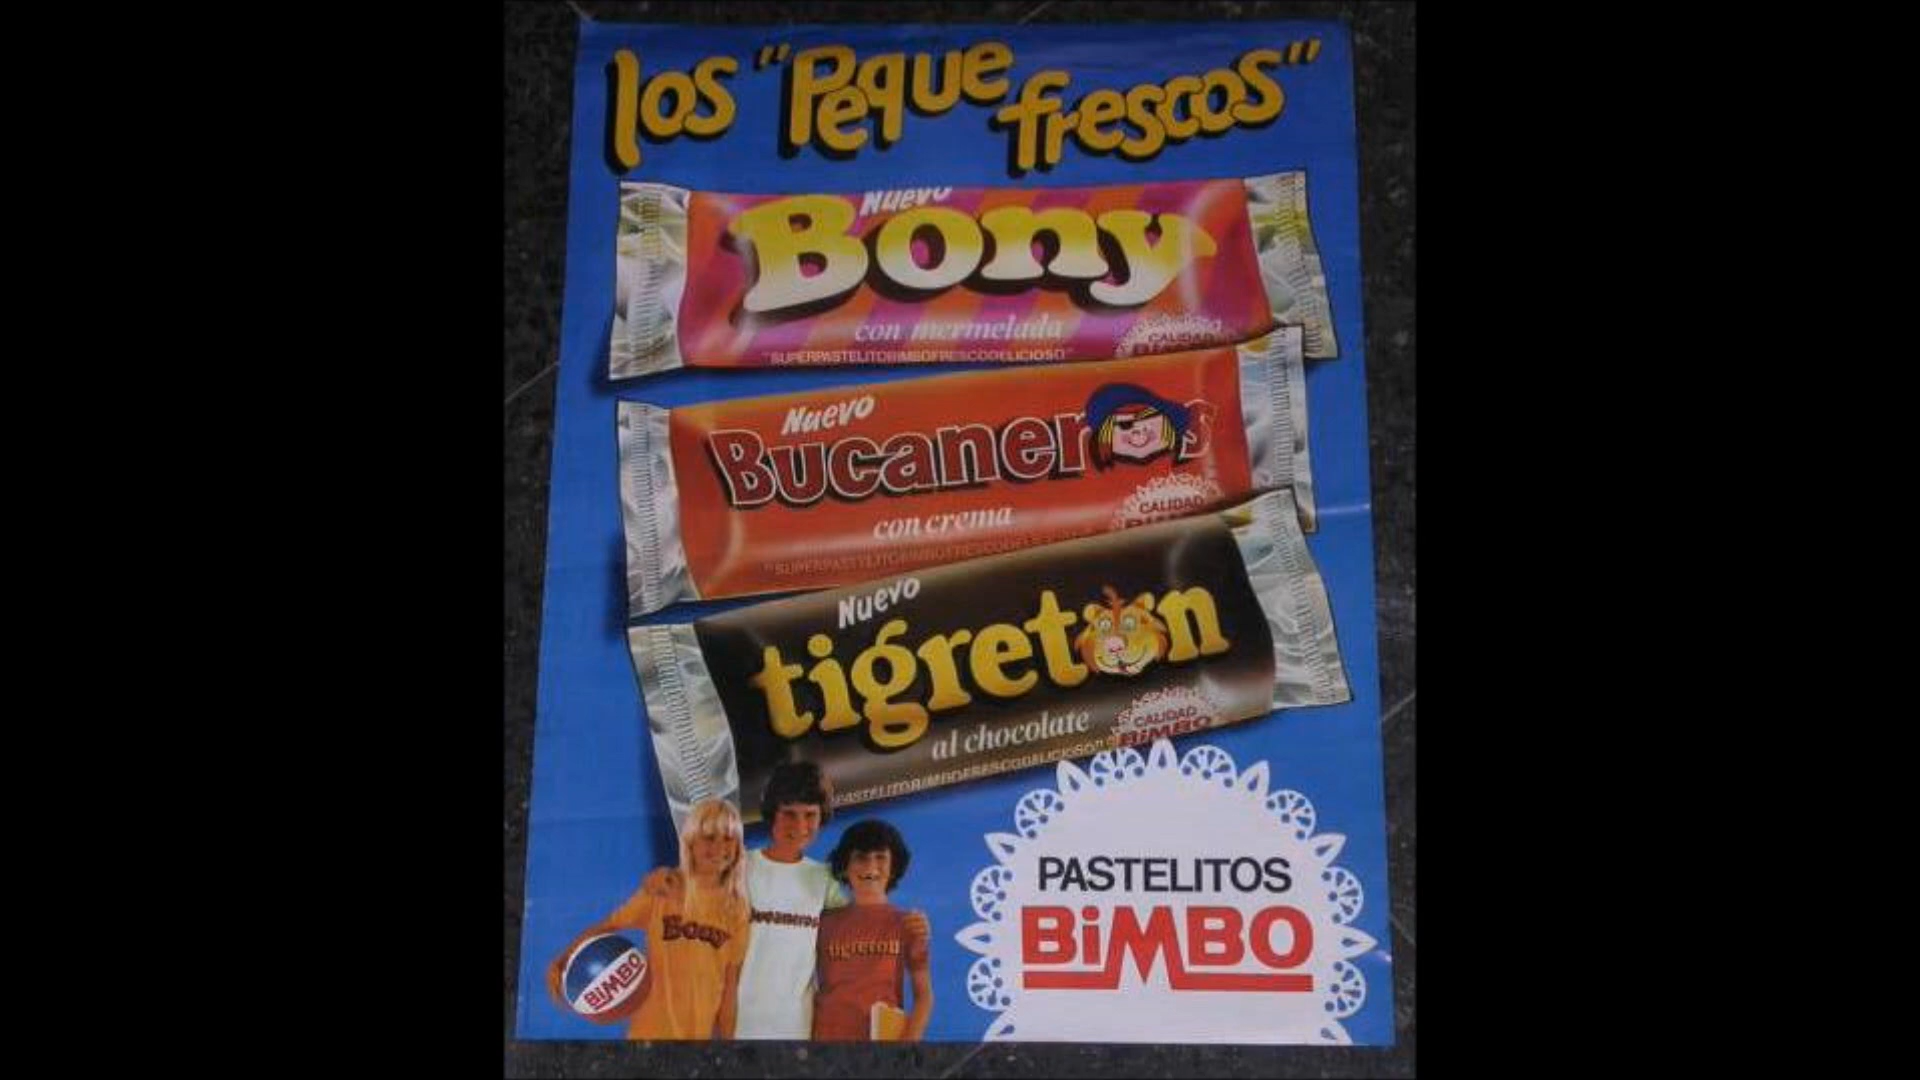 los "Peque frescos"
Nuevo
Bony
con mermelada
"SUPERPASTELITOBIMBOFRESCODELICIOSO"
CALIDAD
Nuevo
Bucaneros
con crema
CALIDAD
Nuevo
tigreton
al chocolate
CALIDAD
BIMBO
Bony
Bucaneros
tigreton
BIMBO
PASTELITOS
BIMBO